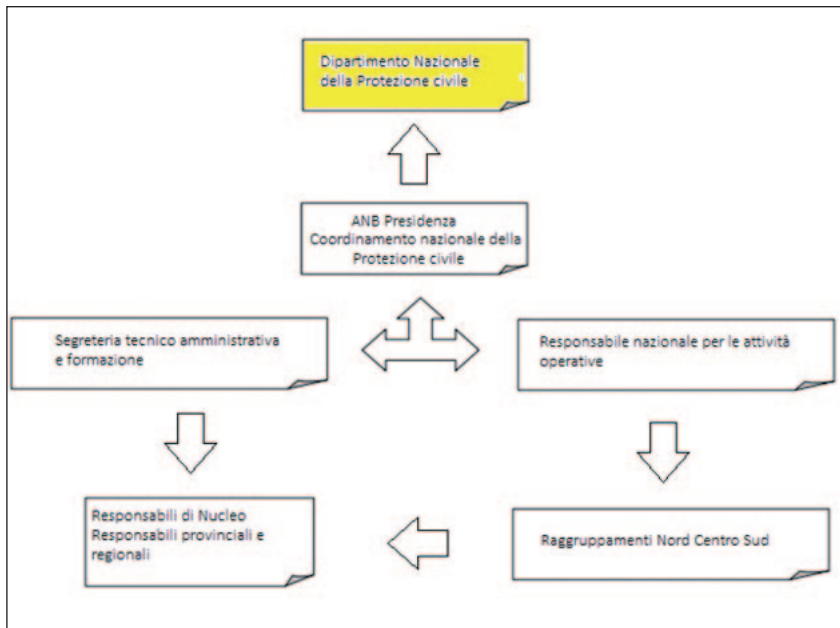 Dipartimento Nazionale
della Protezione civile
ANB Presidenza
Coordinamento nazionale della
Protezione civile
Segreteria tecnico amministrativa
e formazione
Responsabile nazionale per le attività
operative
Responsabili di Nucleo
Responsabili provinciali e
regionali
Raggruppamenti Nord Centro Sud